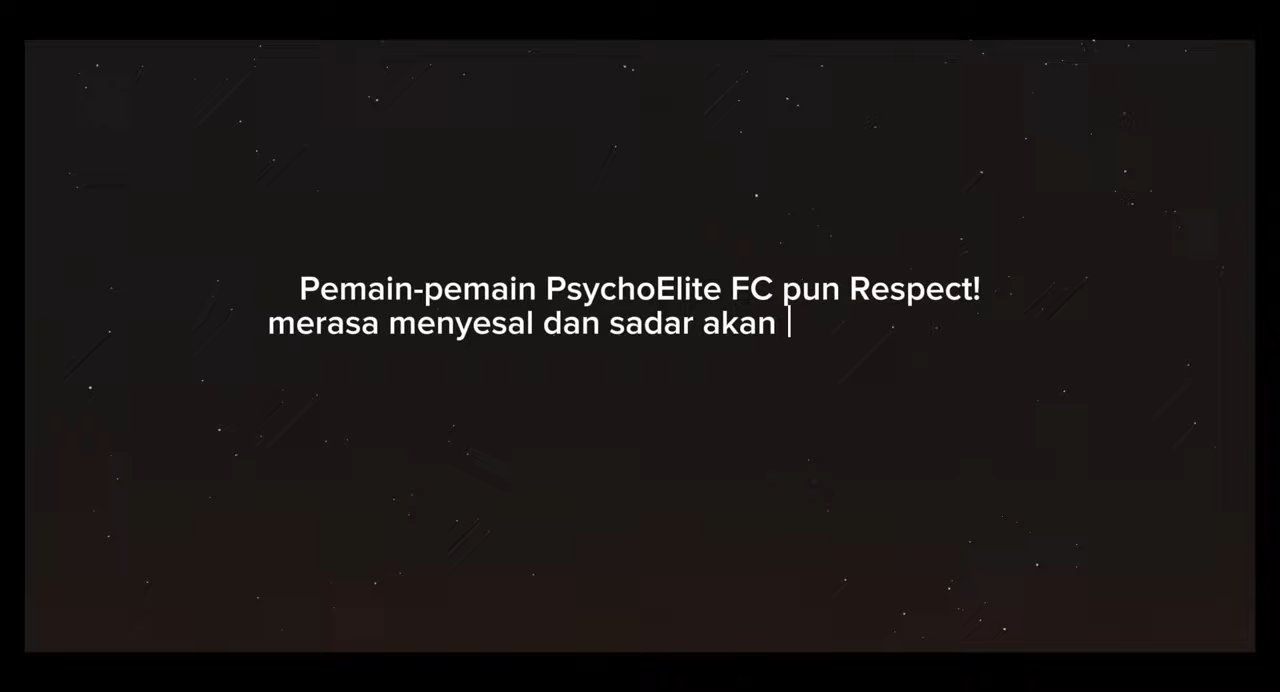 Pemain-pemain PsychoElite FC pun Respect!
merasa menyesal dan sadar akan